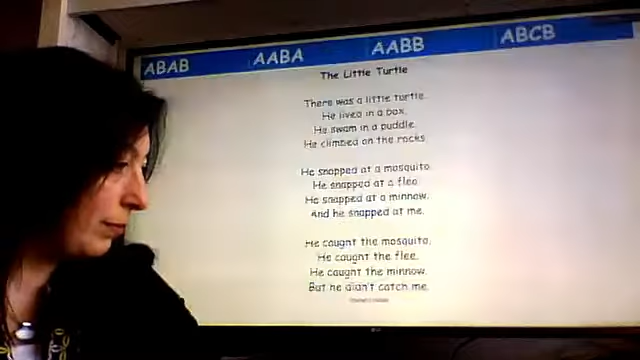 ABAB AABA AABB ABCB
The Little Turtle
There was a little turtle.
He lived in a box.
He swam in a puddle.
He climbed on the rocks.
He snapped at a mosquito.
He snapped at a flea.
He snapped at a minnow.
And he snapped at me.
He caught the mosquito.
He caught the flea.
He caught the minnow.
But he didn't catch me.